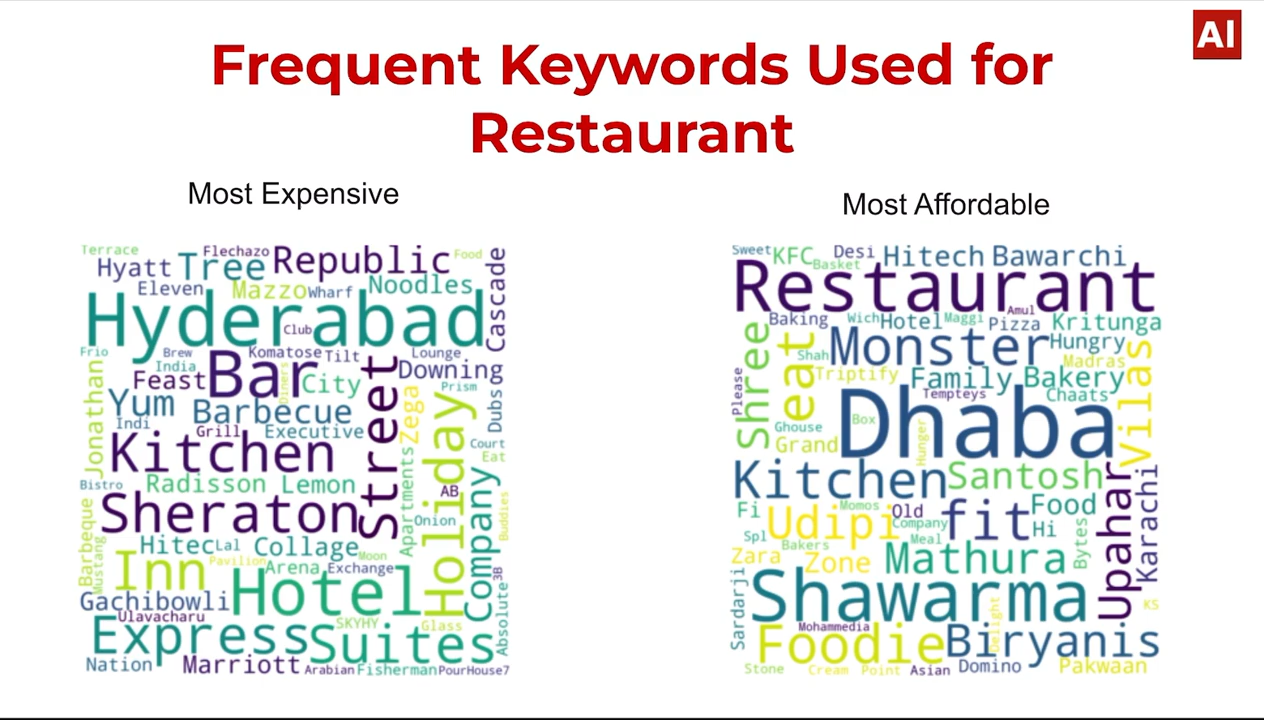 AI
Frequent Keywords Used for
Restaurant
Most Expensive
Most Affordable
Terrace Flechazo Republic Food
Hyatt Tree Cascade
Eleven Mazzo Wharf Noodles
Hyderabad
Club
Frio Brew Komatose Tilt Lounge
India Downing
Feast Bar Diners City Street Prism
Jonathan Yum Barbecue Zega Dubs
Indi Grill Executive Holiday Court
Kitchen Eat
Bistro Radisson Lemon Apartments AB Company
Sheraton Onion Buddies
Barbeque Hitec Lal Collage Moon
Mustang Inn Pavilion Arena Exchange 3B
Gachibowli Hotel Absolute
Ulavacharu SKYHY Glass
Express Suites
Nation Marriott Arabian Fisherman PourHouse7
Sweet KFC Desi Hitech Bawarchi
Basket
Restaurant
Amul
Baking Wich Hotel Maggi Pizza Kritunga
Shree eat Shah Monster Hungry
Madras
Triptify Family Bakery Vilas
Please Tempteys Chaats
Ghouse Box Dhaba
Grand Hunger
Kitchen Santosh
Fi Momos Old Food Upahar Karachi
Udipi Company fit Hi
Spl Bakers Meal Bytes
Zara Zone Mathura
Sardarji Shawarma KS
Mohammedia Delight
Foodie Biryanis
Stone Cream Point Asian Domino Pakwaan